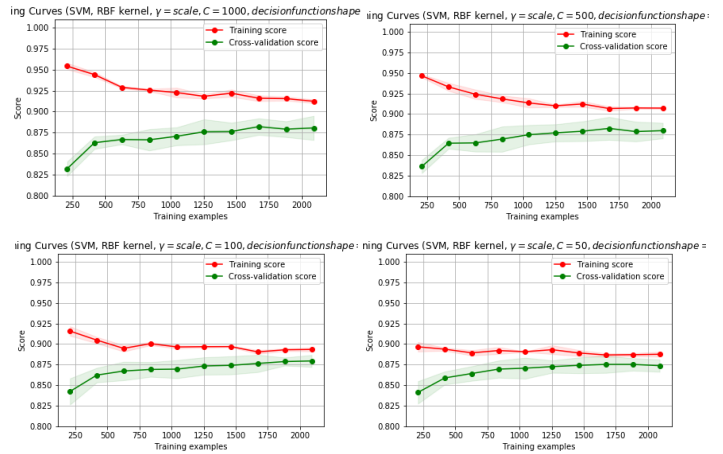 ing Curves (SVM, RBF kernel, γ = scale, C = 1000, decisionfunctionshape
1.000
0.975
0.950
0.925
0.900
0.875
0.850
0.825
0.800
Score
Training score
Cross-validation score
250 500 750 1000 1250 1500 1750 2000
Training examples
ing Curves (SVM, RBF kernel, γ = scale, C = 500, decisionfunctionshape =
1.000
0.975
0.950
0.925
0.900
0.875
0.850
0.825
0.800
Score
Training score
Cross-validation score
250 500 750 1000 1250 1500 1750 2000
Training examples
ing Curves (SVM, RBF kernel, γ = scale, C = 100, decisionfunctionshape
1.000
0.975
0.950
0.925
0.900
0.875
0.850
0.825
0.800
Score
Training score
Cross-validation score
250 500 750 1000 1250 1500 1750 2000
Training examples
ning Curves (SVM, RBF kernel, γ = scale, C = 50, decisionfunctionshape =
1.000
0.975
0.950
0.925
0.900
0.875
0.850
0.825
0.800
Score
Training score
Cross-validation score
250 500 750 1000 1250 1500 1750 2000
Training examples